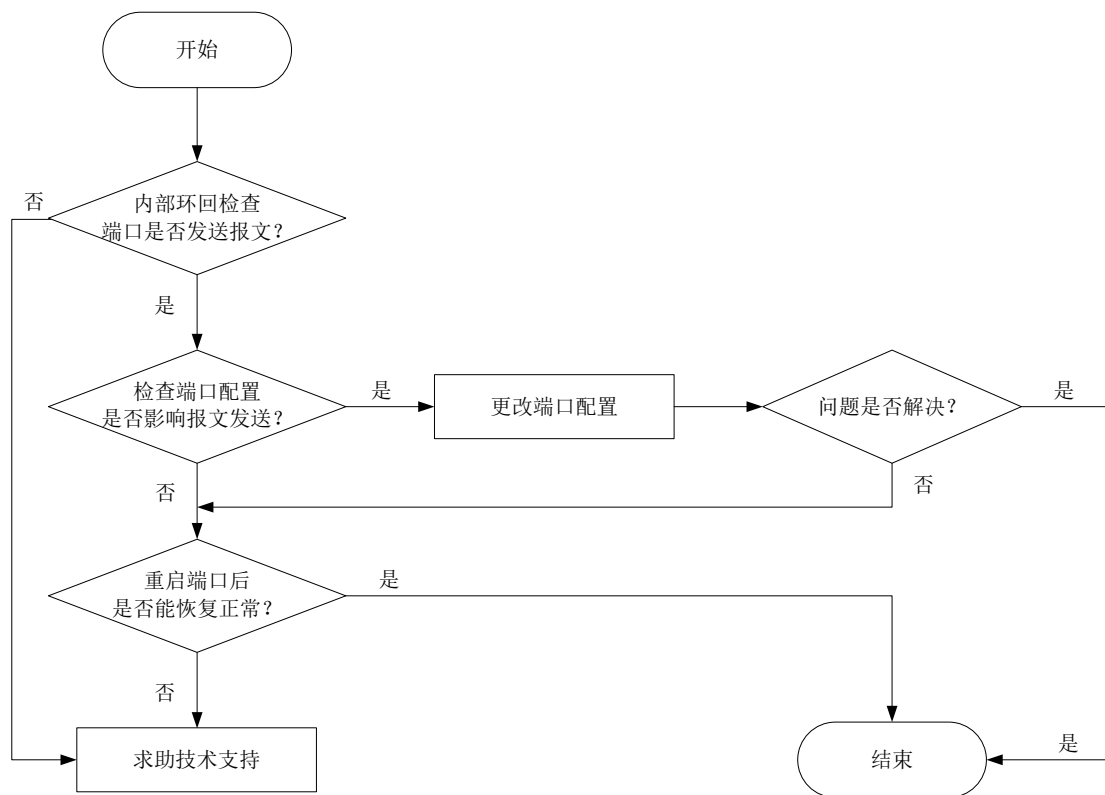 开始
否
内部环回检查
端口是否发送报文？
是
检查端口配置
是否影响报文发送？
是
更改端口配置
问题是否解决？
是
否
否
重启端口后
是否能恢复正常？
是
否
求助技术支持
结束
是